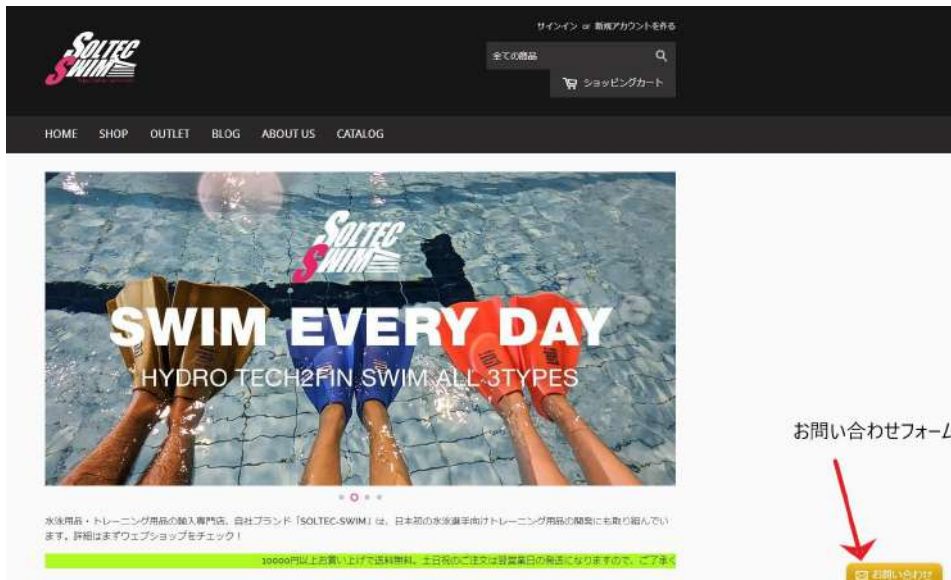 SOLTEC
SWIM
サインイン or 新規アカウントを作る
全ての商品
ショッピングカート
HOME SHOP OUTLET BLOG ABOUT US CATALOG
SOLTEC
SWIM
SWIM EVERY DAY
HYDRO TECH2FIN SWIM ALL 3TYPES
お問い合わせフォーム
水泳用品・トレーニング用品の輸入専門店。自社ブランド「SOLTEC-SWIM」は、日本初の水泳選手向けトレーニング用品の開発にも取り組んでい
ます。詳細はまずウェブショップをチェック！
10000円以上お買い上げで送料無料。土日祝のご注文は翌営業日の発送になりますので、ご了承く
お問い合わせ